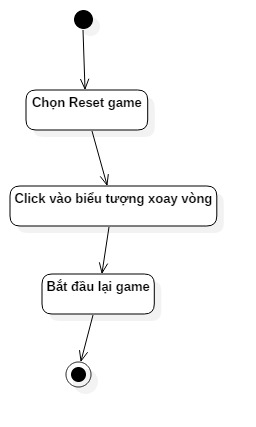 Chọn Reset game
Click vào biểu tượng xoay vòng
Bắt đầu lại game